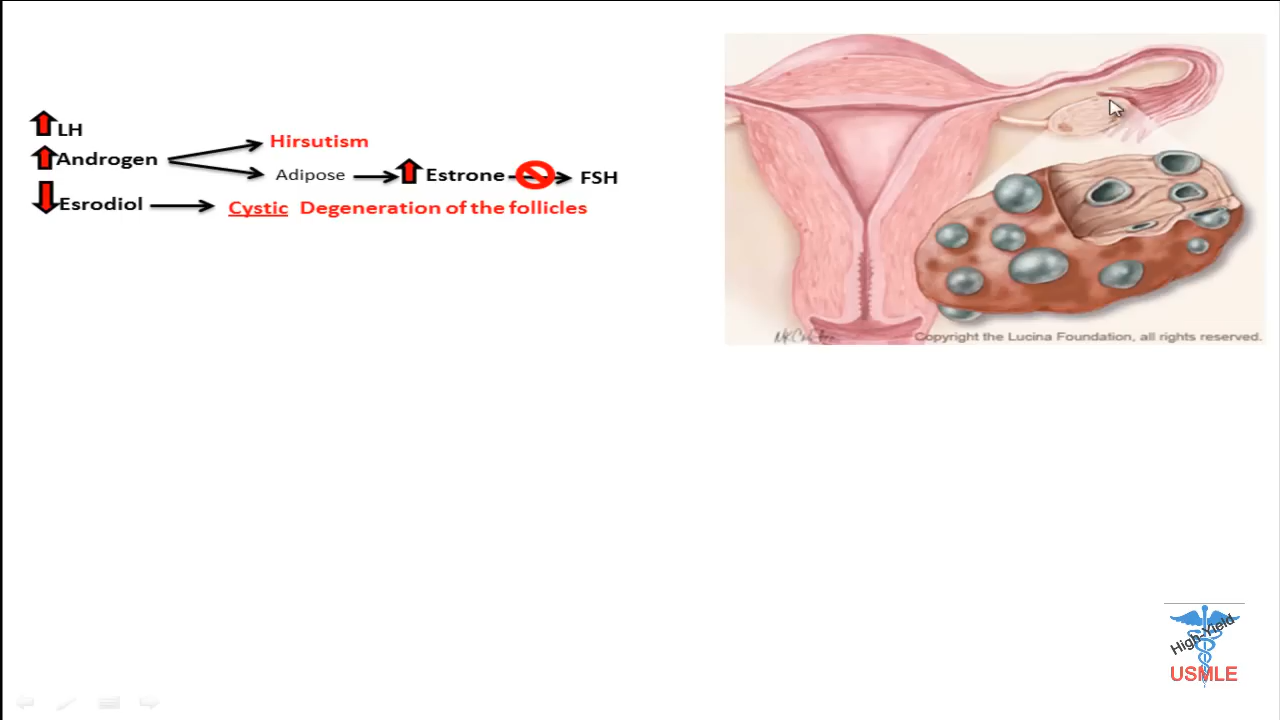 LH
Androgen
Hirsutism
Adipose
Estrone
FSH
Esrodiol
Cystic Degeneration of the follicles
Copyright the Lucina Foundation, all rights reserved.
High-Yield
USMLE